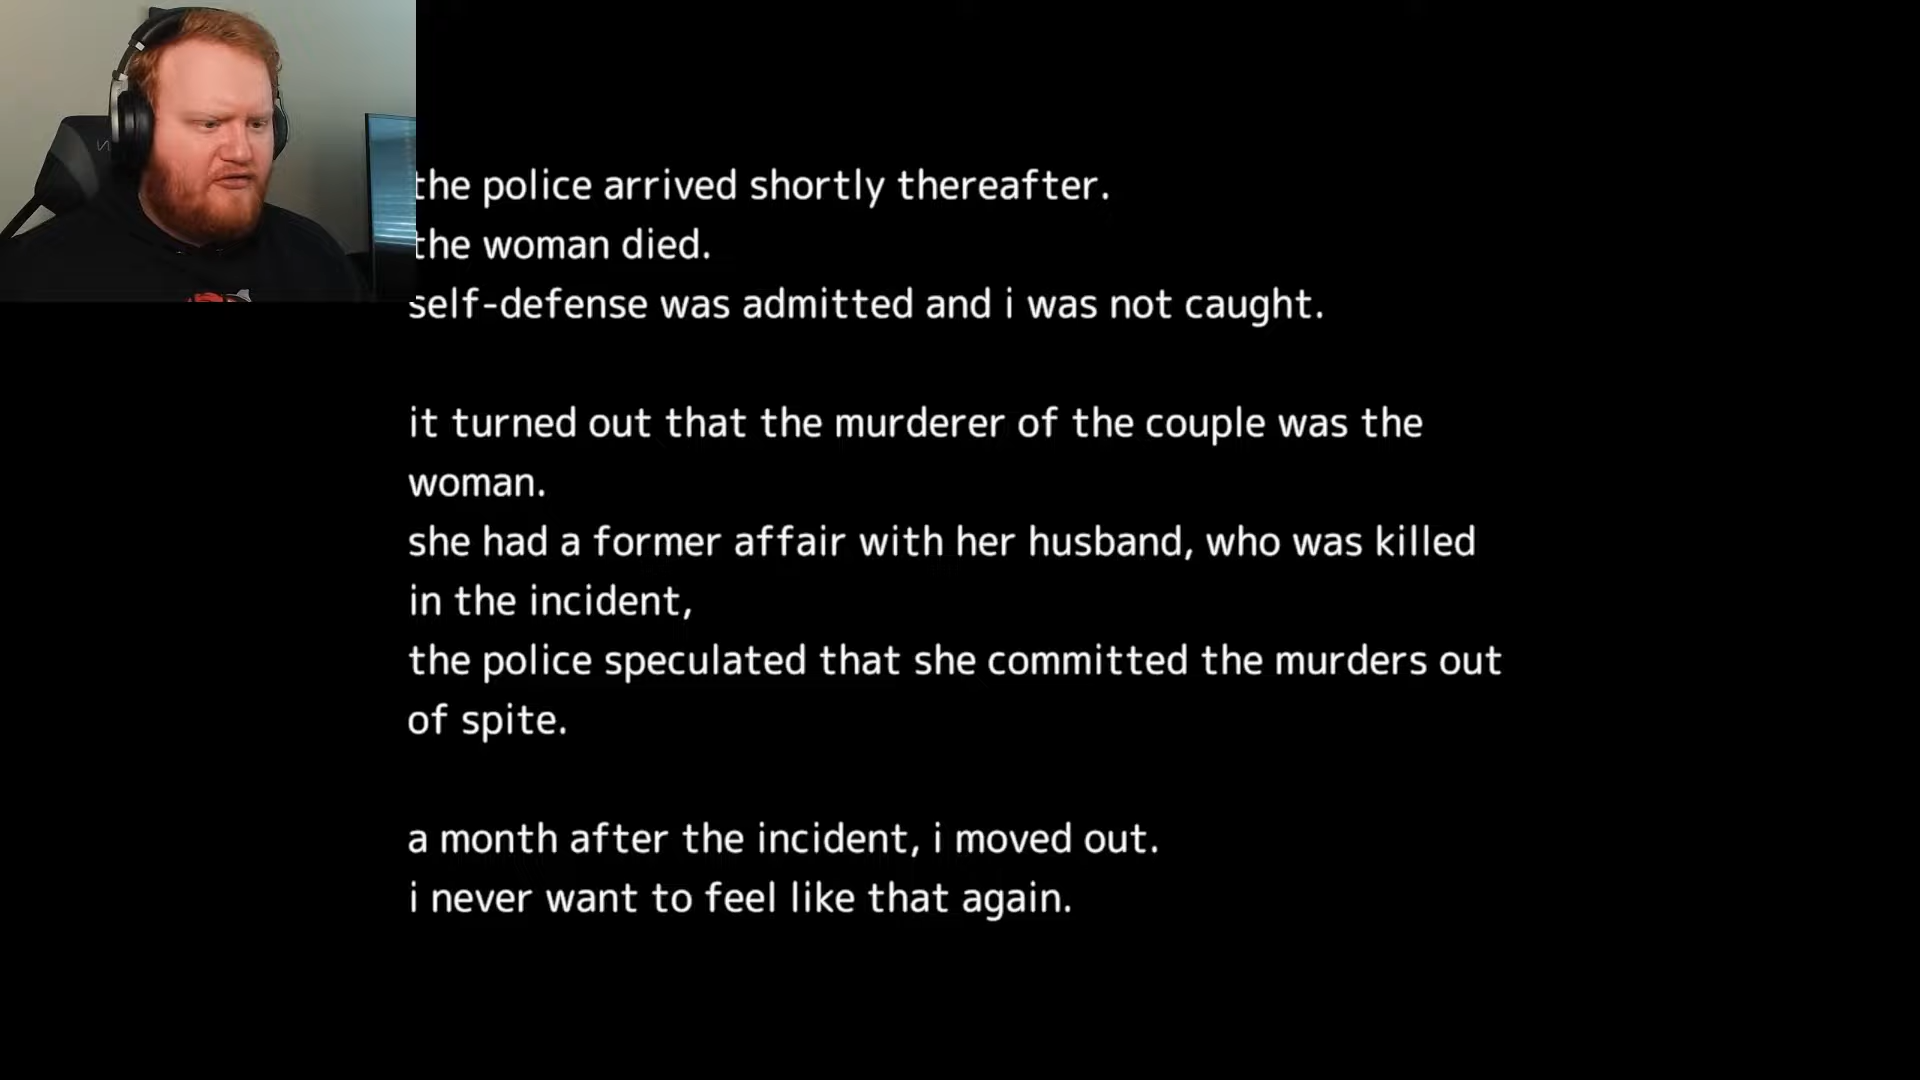 the police arrived shortly thereafter.
the woman died.
self-defense was admitted and i was not caught.
it turned out that the murderer of the couple was the
woman.
she had a former affair with her husband, who was killed
in the incident,
the police speculated that she committed the murders out
of spite.
a month after the incident, i moved out.
i never want to feel like that again.